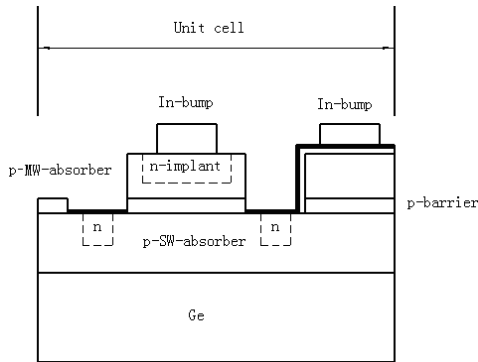 Unit cell
In-bump
In-bump
n-implant
p-MW-absorber
p-barrier
n
n
p-SW-absorber
Ge